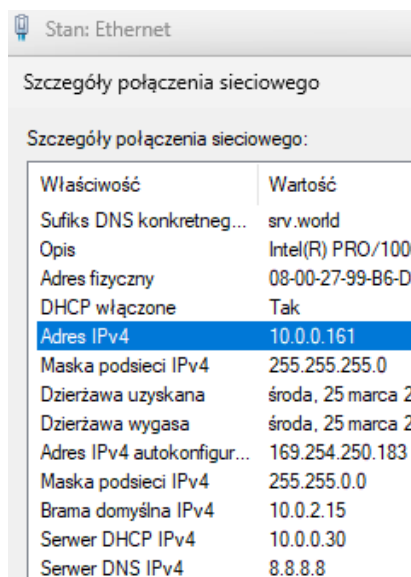 Stan: Ethernet
Szczegóły połączenia sieciowego
Szczegóły połączenia sieciowego:
Właściwość Wartość
Sufiks DNS konkretneg... srv.world
Opis Intel(R) PRO/100
Adres fizyczny 08-00-27-99-B6-D
DHCP włączone Tak
Adres IPv4 10.0.0.161
Maska podsieci IPv4 255.255.255.0
Dzierżawa uzyskana środa, 25 marca 2
Dzierżawa wygasa środa, 25 marca 2
Adres IPv4 autokonfigur... 169.254.250.183
Maska podsieci IPv4 255.255.0.0
Brama domyślna IPv4 10.0.2.15
Serwer DHCP IPv4 10.0.0.30
Serwer DNS IPv4 8.8.8.8